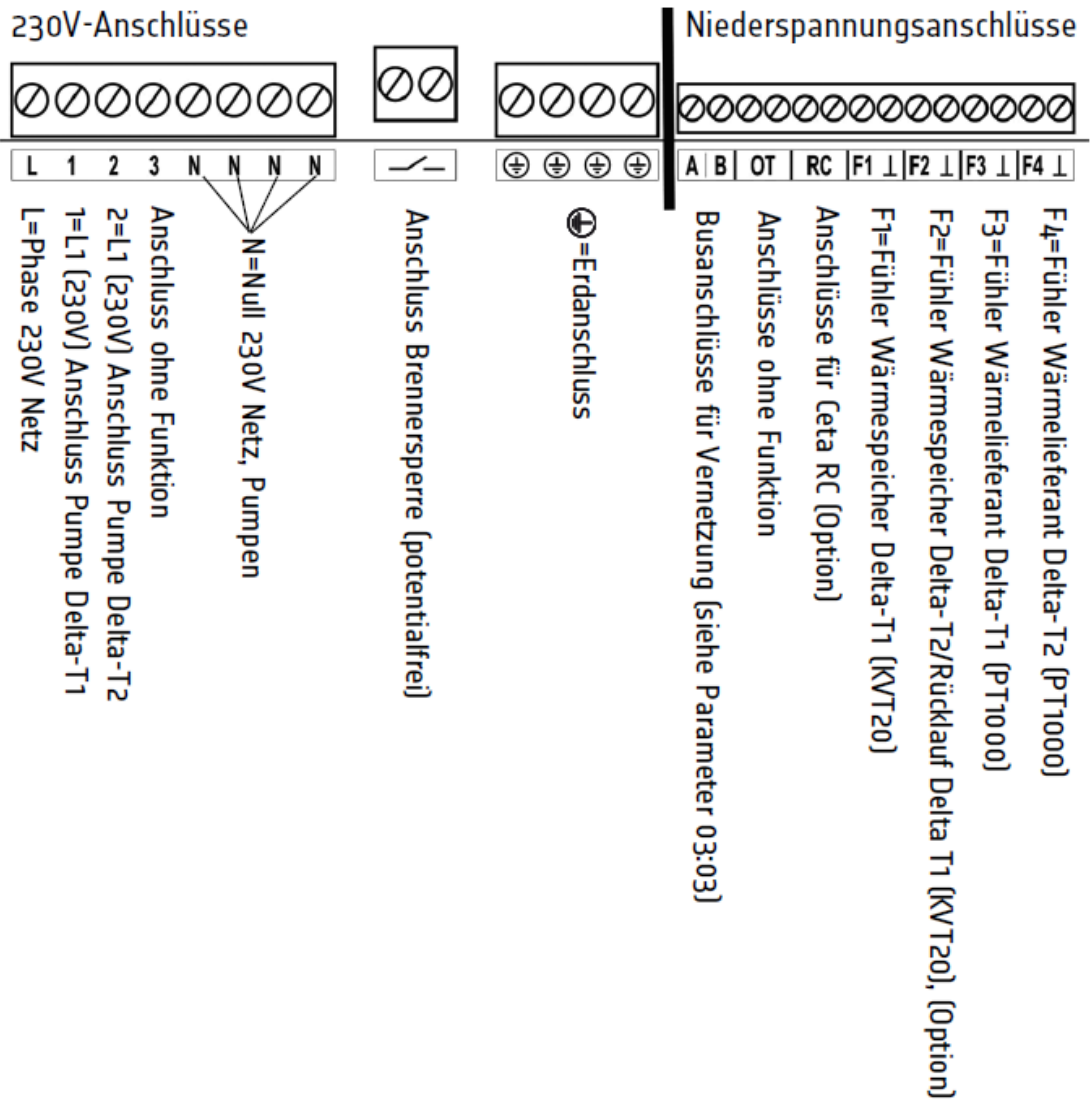 230V-Anschlüsse
Niederspannungsanschlüsse
L 1 2 3 N N N N
A B OT RC F1 ⊥ F2 ⊥ F3 ⊥ F4 ⊥
L=Phase 230V Netz
1=L1 (230V) Anschluss Pumpe Delta-T1
2=L1 (230V) Anschluss Pumpe Delta-T2
Anschluss ohne Funktion
N=Null 230V Netz, Pumpen
Anschluss Brennersperre (potentialfrei)
⏚=Erdanschluss
Busanschlüsse für Vernetzung (siehe Parameter 03:03)
Anschlüsse ohne Funktion
Anschlüsse für Ceta RC (Option)
F1=Fühler Wärmespeicher Delta-T1 (KVT20)
F2=Fühler Wärmespeicher Delta-T2/Rücklauf Delta T1 (KVT20), (Option)
F3=Fühler Wärmelieferant Delta-T1 (PT1000)
F4=Fühler Wärmelieferant Delta-T2 (PT1000)